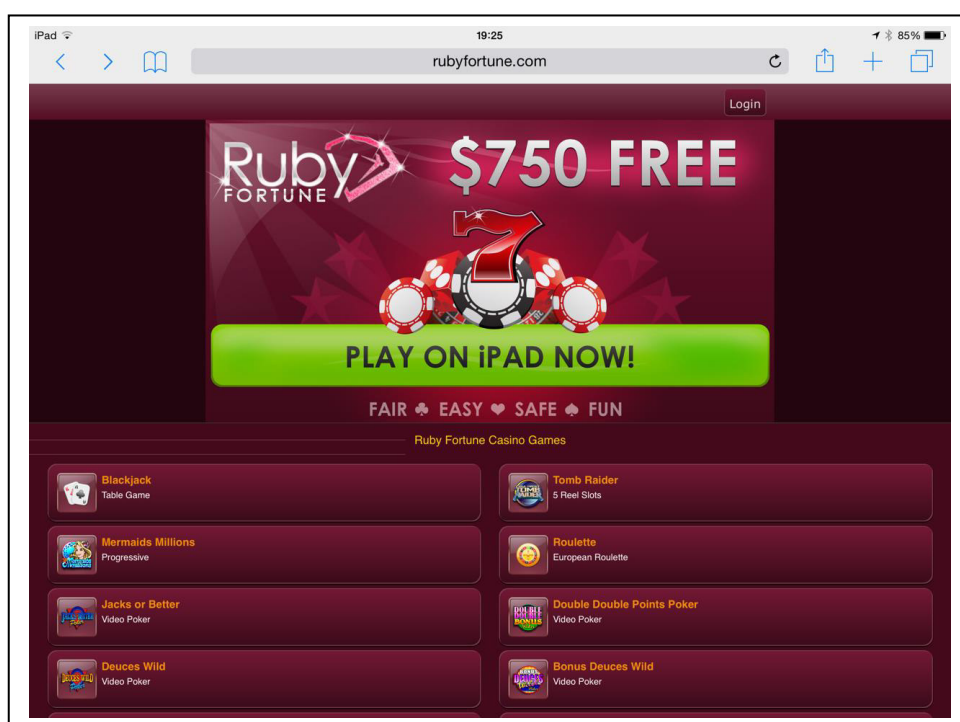 iPad 19:25 85%
rubyfortune.com
Login
Ruby
FORTUNE
$750 FREE
7
PLAY ON iPAD NOW!
FAIR ♣ EASY ♥ SAFE ♠ FUN
Ruby Fortune Casino Games
Blackjack
Table Game
Tomb Raider
5 Reel Slots
Mermaids Millions
Progressive
Roulette
European Roulette
Jacks or Better
Video Poker
Double Double Points Poker
Video Poker
Deuces Wild
Video Poker
Bonus Deuces Wild
Video Poker